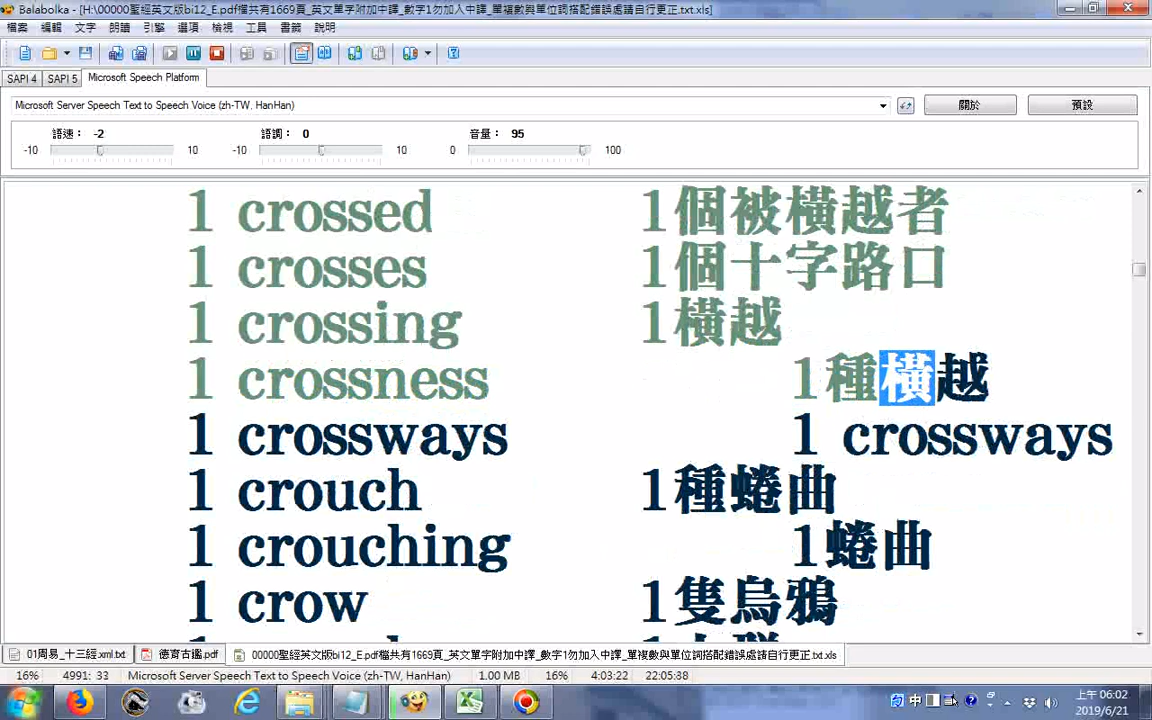 Balabolka - [H:\00000聖經英文版bi12_E.pdf檔共有1669頁_英文單字附加中譯_數字1勿加入中譯_單複數與單位詞搭配錯誤處請自行更正.txt.xls]
檔案 編輯 文字 朗讀 引擎 選項 檢視 工具 書籤 說明
SAPI 4 SAPI 5 Microsoft Speech Platform
Microsoft Server Speech Text to Speech Voice (zh-TW, HanHan) 關於 預設
語速： -2 語調： 0 音量： 95
-10 10 -10 10 0 100
1 crossed 1個被橫越者
1 crosses 1個十字路口
1 crossing 1橫越
1 crossness 1種橫越
1 crossways 1 crossways
1 crouch 1種蜷曲
1 crouching 1蜷曲
1 crow 1隻烏鴉
01周易_十三經.xml.txt 德育古鑑.pdf 00000聖經英文版bi12_E.pdf檔共有1669頁_英文單字附加中譯_數字1勿加入中譯_單複數與單位詞搭配錯誤處請自行更正.txt.xls
16% 4991: 33 Microsoft Server Speech Text to Speech Voice (zh-TW, HanHan) 1.00 MB 16% 4:03:22 22:05:38
中 上午 06:02
2019/6/21